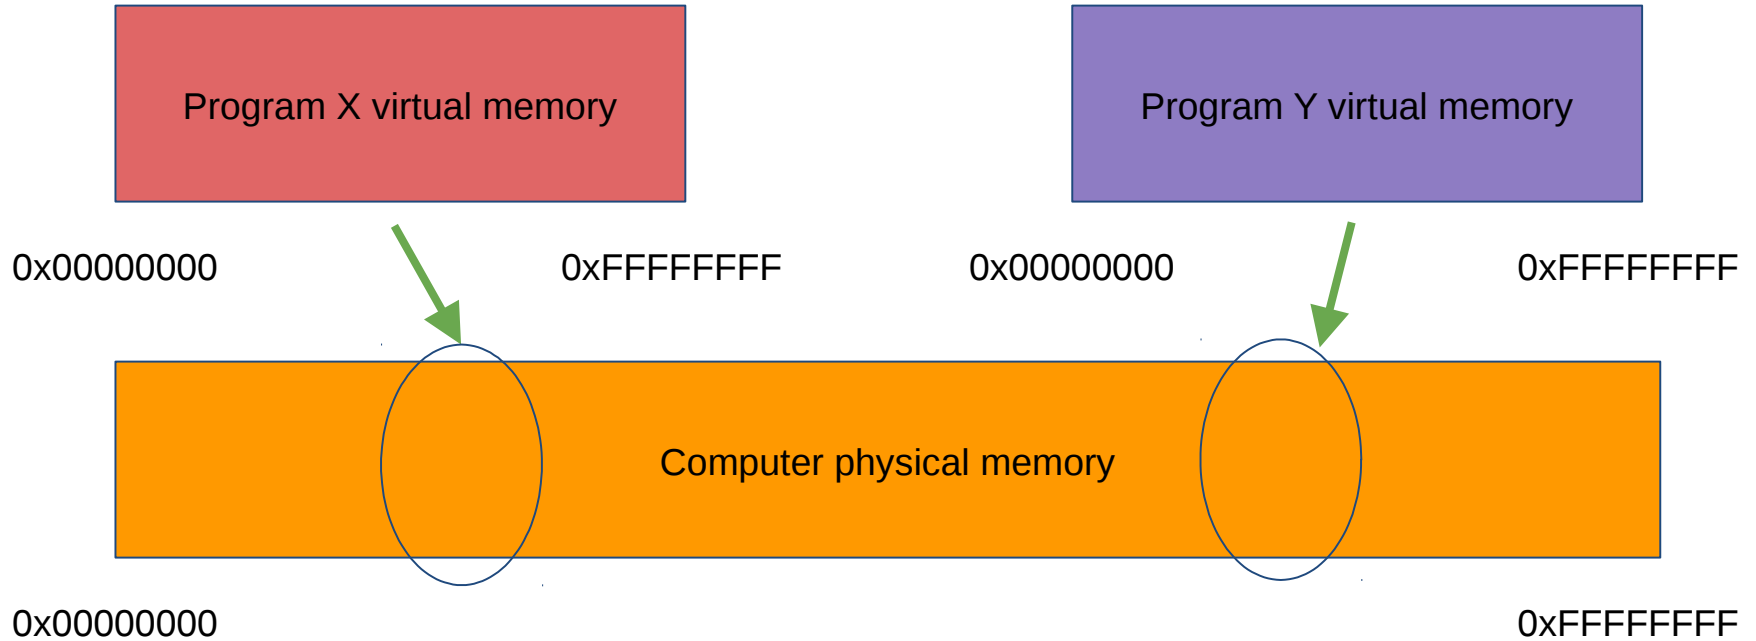 Program X virtual memory
Program Y virtual memory
0x00000000
0xFFFFFFFF
0x00000000
0xFFFFFFFF
Computer physical memory
0x00000000
0xFFFFFFFF